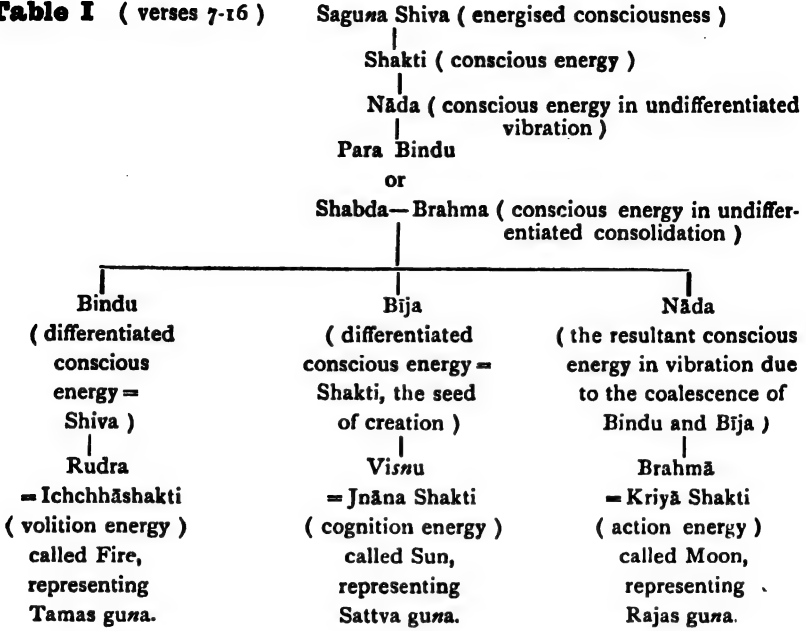 Table I ( verses 7-16 ) Saguna Shiva ( energised consciousness )
Shakti ( conscious energy )
Nāda ( conscious energy in undifferentiated
vibration )
Para Bindu
or
Shabda—Brahma ( conscious energy in undiffer-
entiated consolidation )
Bindu
( differentiated
conscious
energy =
Shiva )
Rudra
= Ichchhāshakti
( volition energy )
called Fire,
representing
Tamas guna.
Bīja
( differentiated
conscious energy =
Shakti, the seed
of creation )
Visnu
= Jnāna Shakti
( cognition energy )
called Sun,
representing
Sattva guna.
Nāda
( the resultant conscious
energy in vibration due
to the coalescence of
Bindu and Bīja )
Brahmā
= Kriyā Shakti
( action energy )
called Moon,
representing
Rajas guna.